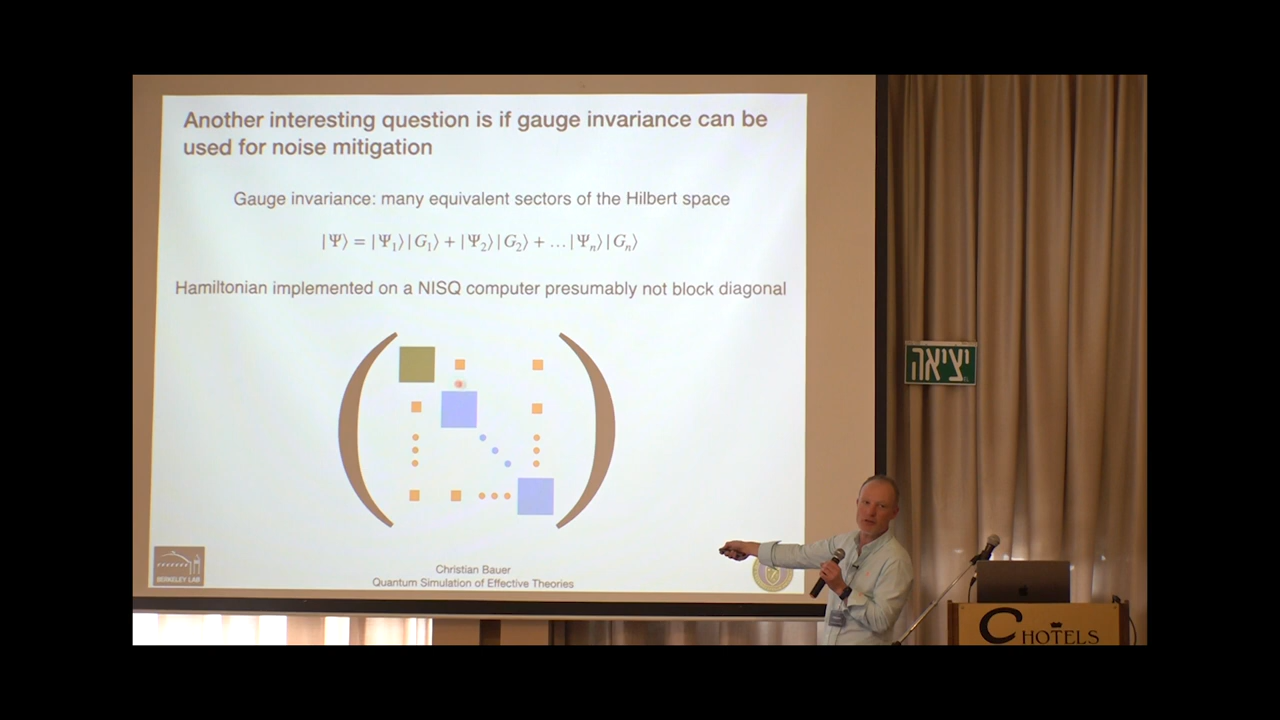 Another interesting question is if gauge invariance can be
used for noise mitigation
Gauge invariance: many equivalent sectors of the Hilbert space
|Ψ⟩ = |Ψ₁⟩|G₁⟩ + |Ψ₂⟩|G₂⟩ + …|Ψₙ⟩|Gₙ⟩
Hamiltonian implemented on a NISQ computer presumably not block diagonal
יציאה
BERKELEY LAB
Christian Bauer
Quantum Simulation of Effective Theories
C HOTELS